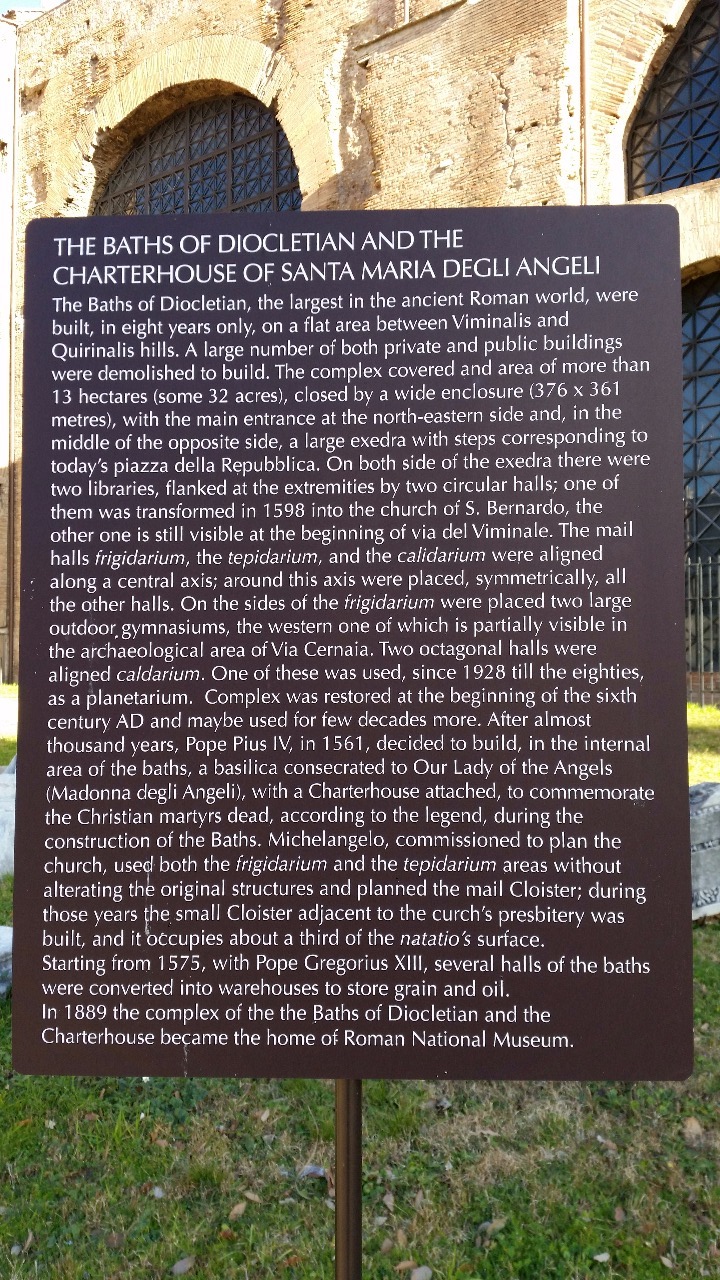 THE BATHS OF DIOCLETIAN AND THE
CHARTERHOUSE OF SANTA MARIA DEGLI ANGELI
The Baths of Diocletian, the largest in the ancient Roman world, were
built, in eight years only, on a flat area between Viminalis and
Quirinalis hills. A large number of both private and public buildings
were demolished to build. The complex covered and area of more than
13 hectares (some 32 acres), closed by a wide enclosure (376 x 361
metres), with the main entrance at the north-eastern side and, in the
middle of the opposite side, a large exedra with steps corresponding to
today's piazza della Repubblica. On both side of the exedra there were
two libraries, flanked at the extremities by two circular halls; one of
them was transformed in 1598 into the church of S. Bernardo, the
other one is still visible at the beginning of via del Viminale. The mail
halls frigidarium, the tepidarium, and the calidarium were aligned
along a central axis; around this axis were placed, symmetrically, all
the other halls. On the sides of the frigidarium were placed two large
outdoor gymnasiums, the western one of which is partially visible in
the archaeological area of Via Cernaia. Two octagonal halls were
aligned caldarium. One of these was used, since 1928 till the eighties,
as a planetarium. Complex was restored at the beginning of the sixth
century AD and maybe used for few decades more. After almost
thousand years, Pope Pius IV, in 1561, decided to build, in the internal
area of the baths, a basilica consecrated to Our Lady of the Angels
(Madonna degli Angeli), with a Charterhouse attached, to commemorate
the Christian martyrs dead, according to the legend, during the
construction of the Baths. Michelangelo, commissioned to plan the
church, used both the frigidarium and the tepidarium areas without
alterating the original structures and planned the mail Cloister; during
those years the small Cloister adjacent to the curch's presbitery was
built, and it occupies about a third of the natatio's surface.
Starting from 1575, with Pope Gregorius XIII, several halls of the baths
were converted into warehouses to store grain and oil.
In 1889 the complex of the the Baths of Diocletian and the
Charterhouse became the home of Roman National Museum.